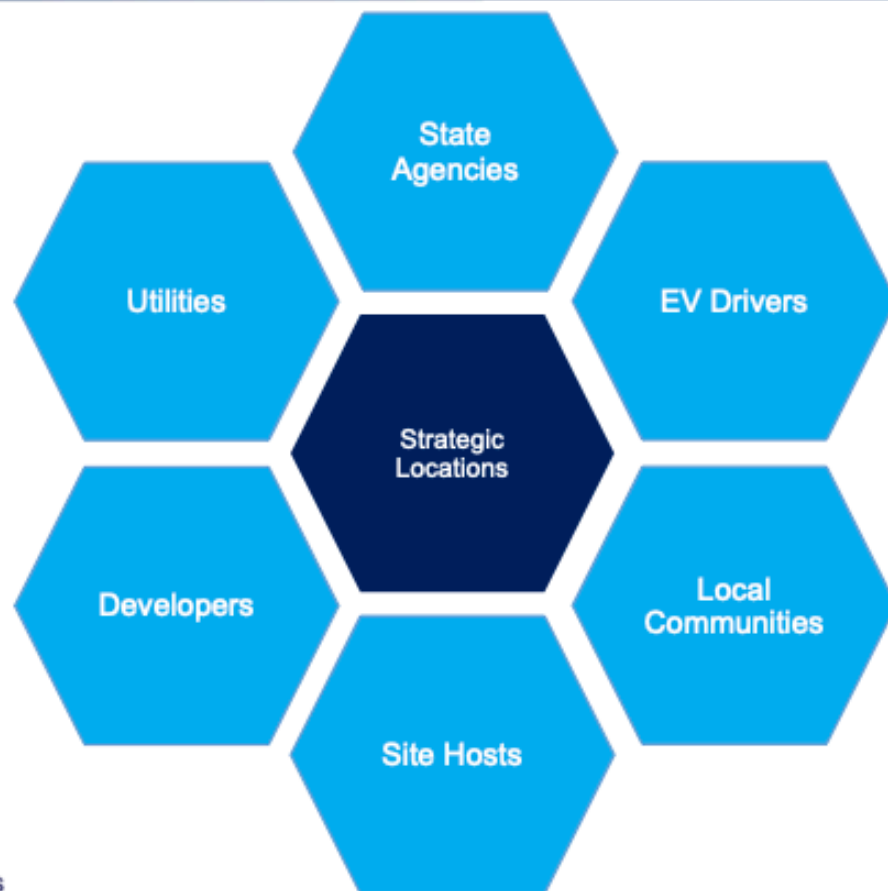 State
Agencies
Utilities
EV Drivers
Strategic
Locations
Developers
Local
Communities
Site Hosts
s